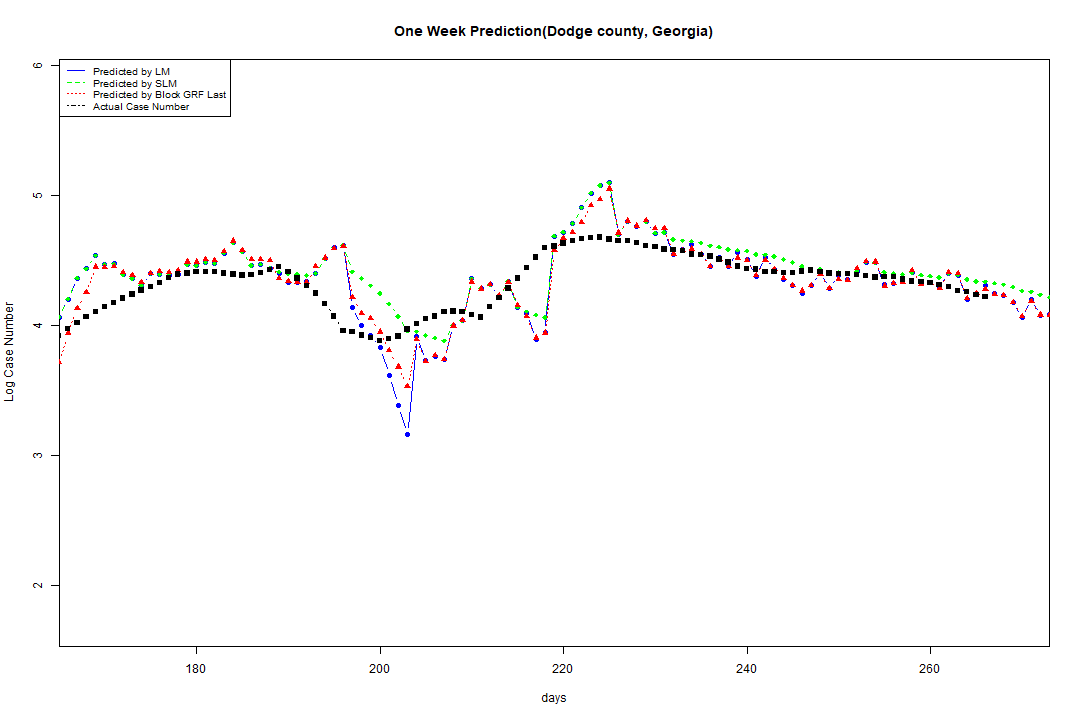 One Week Prediction(Dodge county, Georgia)
Predicted by LM
Predicted by SLM
Predicted by Block GRF Last
Actual Case Number
6
5
4
3
2
Log Case Number
180 200 220 240 260
days